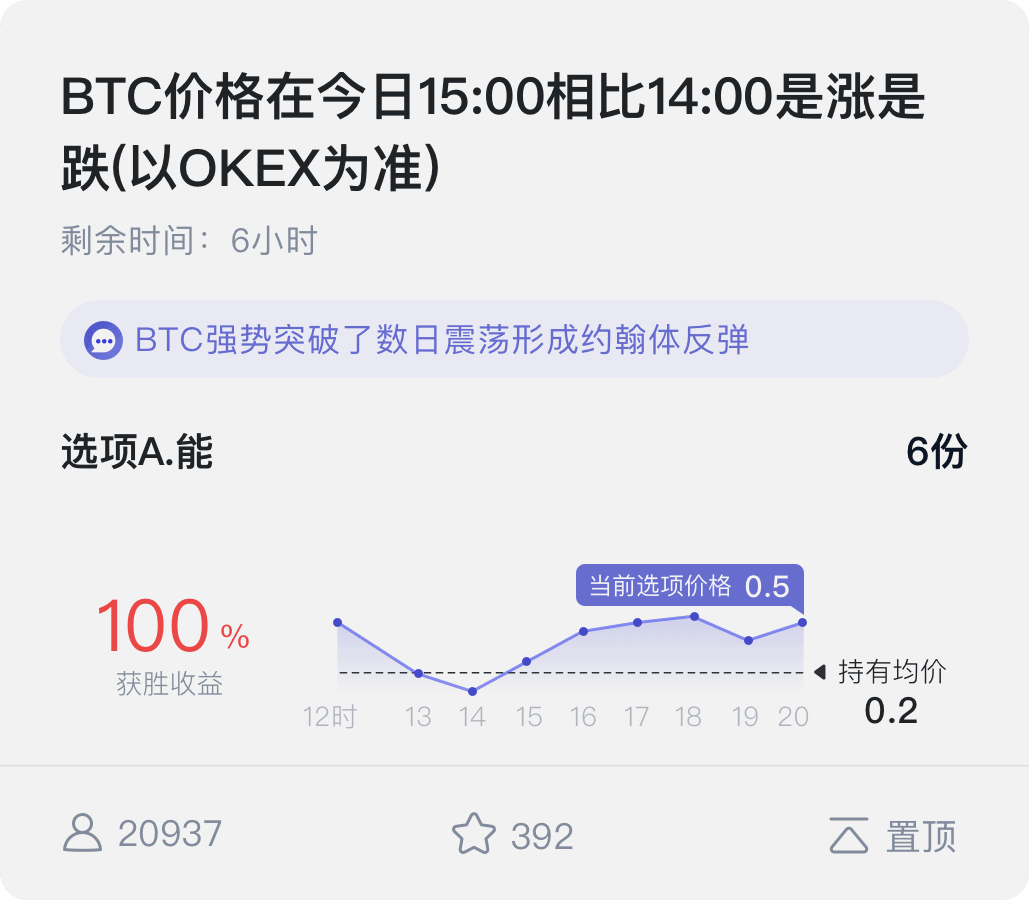 BTC价格在今日15:00相比14:00是涨是
跌(以OKEX为准)
剩余时间：6小时
BTC强势突破了数日震荡形成约翰体反弹
选项A.能
6份
当前选项价格 0.5
100 %
获胜收益
持有均价
0.2
12时 13 14 15 16 17 18 19 20
20937
392
置顶